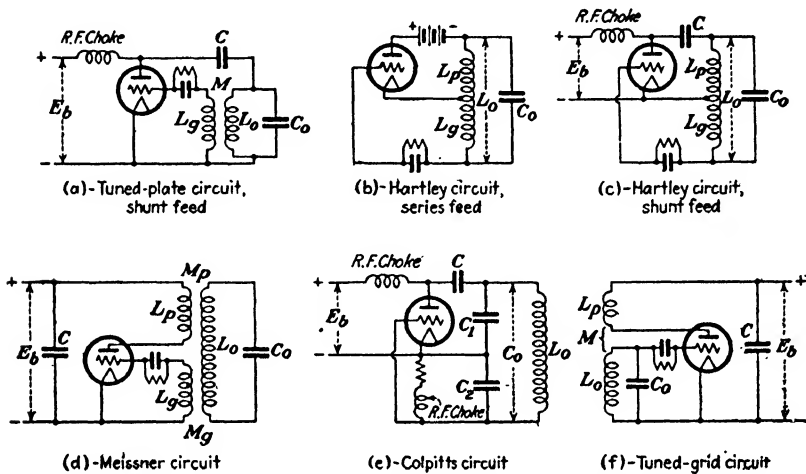 R.F. Choke C
+
E_b
M
L_g L_o C_o
−
(a)-Tuned-plate circuit,
shunt feed
+ −
L_p
L_o C_o
L_g
(b)-Hartley circuit,
series feed
R.F. Choke C
+
E_b
L_p
L_o C_o
L_g
−
(c)-Hartley circuit,
shunt feed
+
M_p
L_p
E_b C L_o C_o
L_g
M_g
−
(d)-Meissner circuit
R.F. Choke C
+
E_b
C_1
C_o L_o
−
C_2
R.F. Choke
(e)-Colpitts circuit
+
L_p
M C E_b
L_o C_o
−
(f)-Tuned-grid circuit